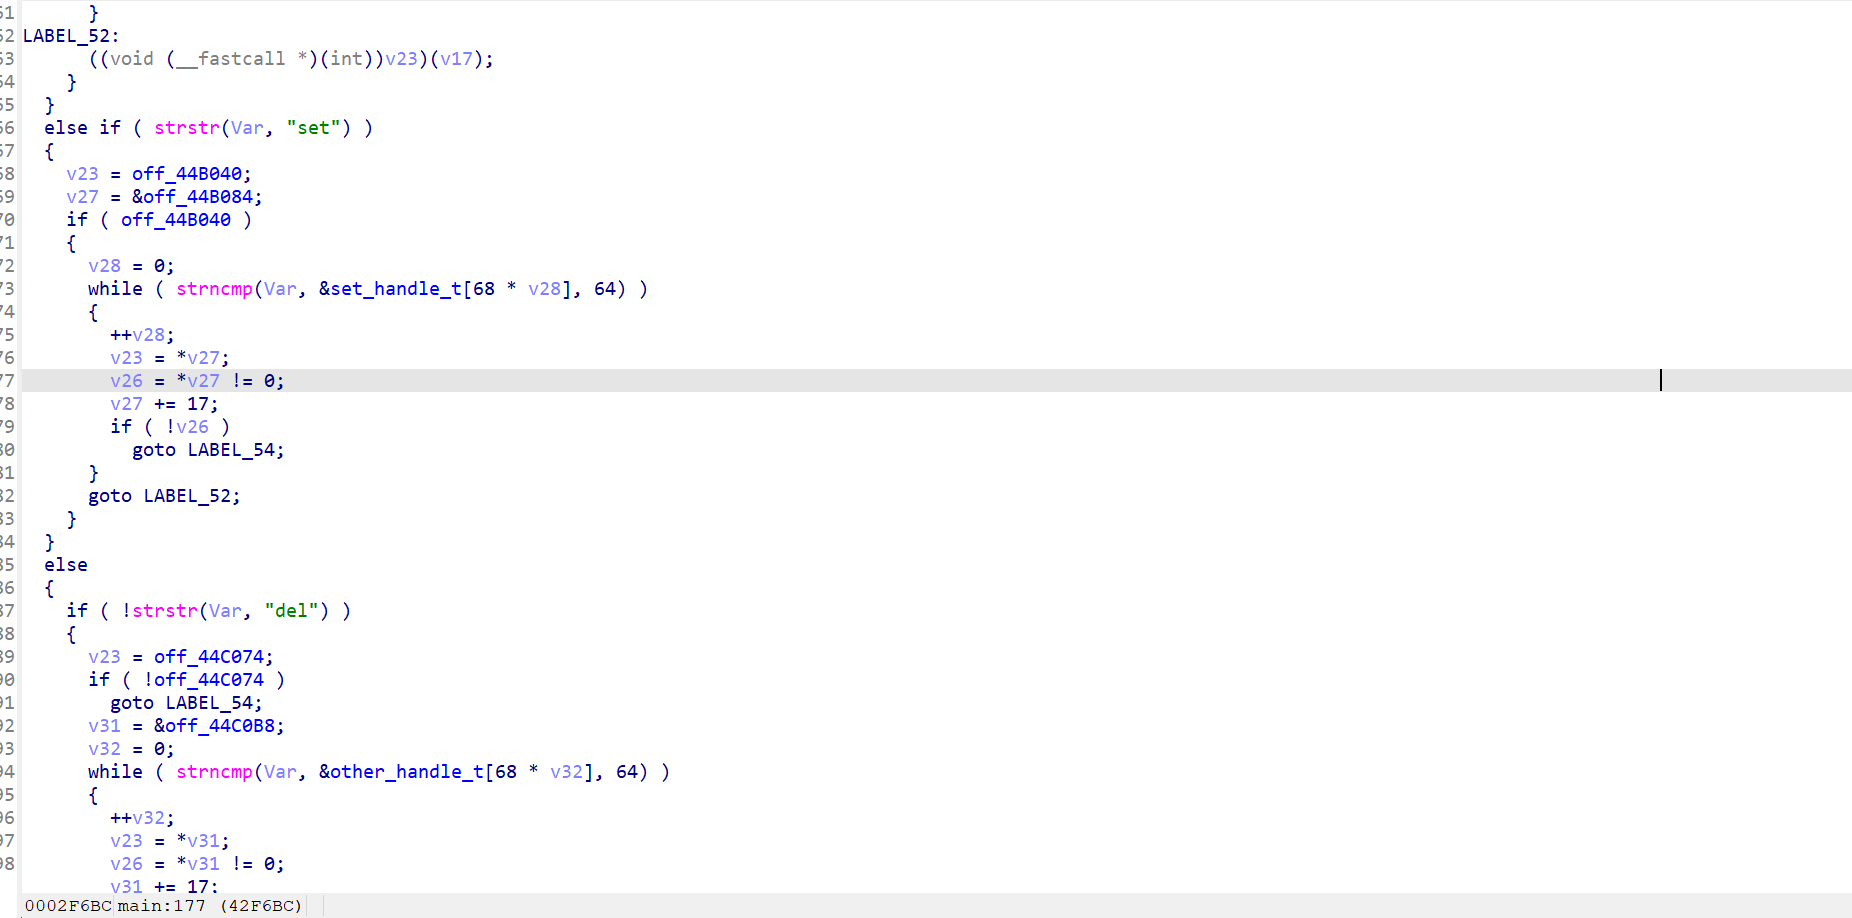 51       }
52 LABEL_52:
53       ((void (__fastcall *)(int))v23)(v17);
54     }
55   }
56   else if ( strstr(Var, "set") )
57   {
58     v23 = off_44B040;
59     v27 = &off_44B084;
70     if ( off_44B040 )
71     {
72       v28 = 0;
73       while ( strncmp(Var, &set_handle_t[68 * v28], 64) )
74       {
75         ++v28;
76         v23 = *v27;
77         v26 = *v27 != 0;
78         v27 += 17;
79         if ( !v26 )
80           goto LABEL_54;
81       }
82       goto LABEL_52;
83     }
84   }
85   else
86   {
87     if ( !strstr(Var, "del") )
88     {
89       v23 = off_44C074;
90       if ( !off_44C074 )
91         goto LABEL_54;
92       v31 = &off_44C0B8;
93       v32 = 0;
94       while ( strncmp(Var, &other_handle_t[68 * v32], 64) )
95       {
96         ++v32;
97         v23 = *v31;
98         v26 = *v31 != 0;
        v31 += 17;
0002F6BC main:177 (42F6BC)